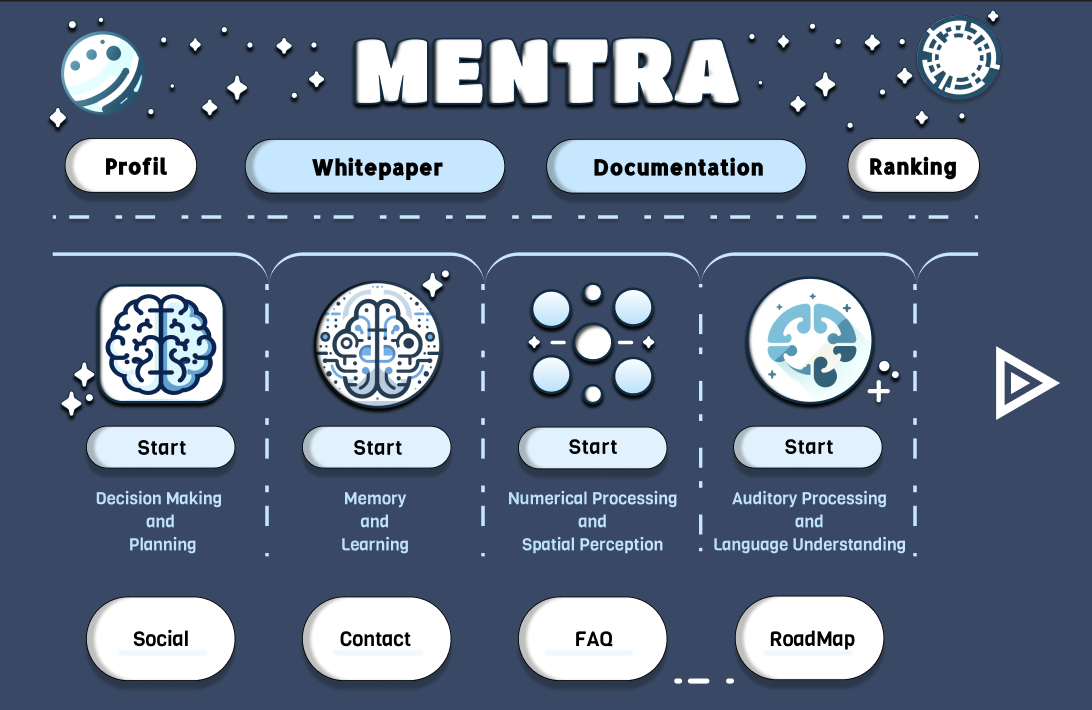 MENTRA
Profil
Whitepaper
Documentation
Ranking
Start
Start
Start
Start
Decision Making
and
Planning
Memory
and
Learning
Numerical Processing
and
Spatial Perception
Auditory Processing
and
Language Understanding
Social
Contact
FAQ
RoadMap